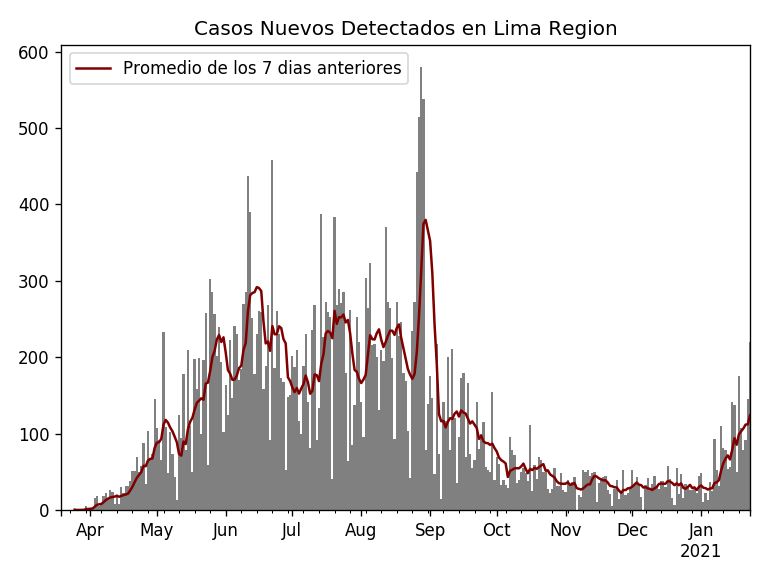 Casos Nuevos Detectados en Lima Region
Promedio de los 7 dias anteriores
600
500
400
300
200
100
0
Apr May Jun Jul Aug Sep Oct Nov Dec Jan
2021